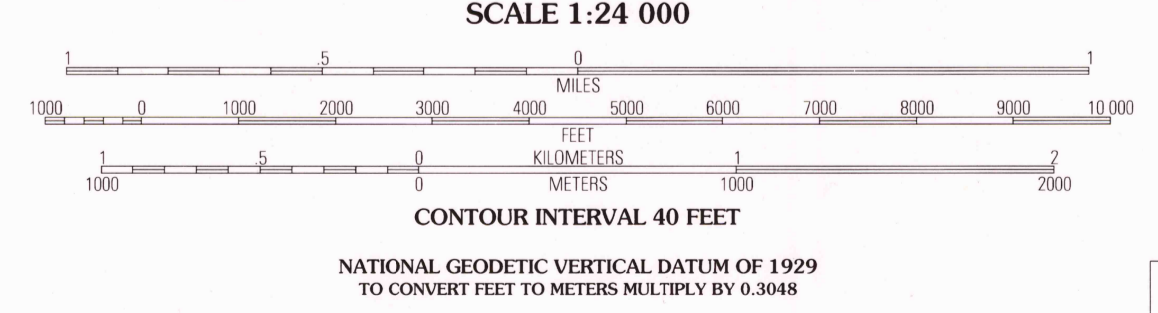 SCALE 1:24 000
1 .5 0 1
MILES
1000 0 1000 2000 3000 4000 5000 6000 7000 8000 9000 10 000
FEET
1 .5 0 KILOMETERS 1 2
1000 0 METERS 1000 2000
CONTOUR INTERVAL 40 FEET
NATIONAL GEODETIC VERTICAL DATUM OF 1929
TO CONVERT FEET TO METERS MULTIPLY BY 0.3048